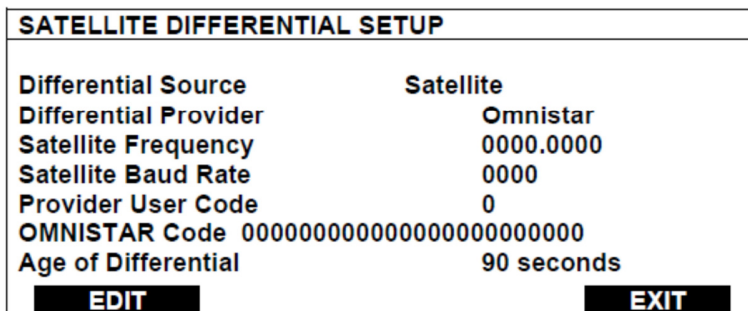 SATELLITE DIFFERENTIAL SETUP
Differential Source Satellite
Differential Provider Omnistar
Satellite Frequency 0000.0000
Satellite Baud Rate 0000
Provider User Code 0
OMNISTAR Code 000000000000000000000000
Age of Differential 90 seconds
EDIT EXIT